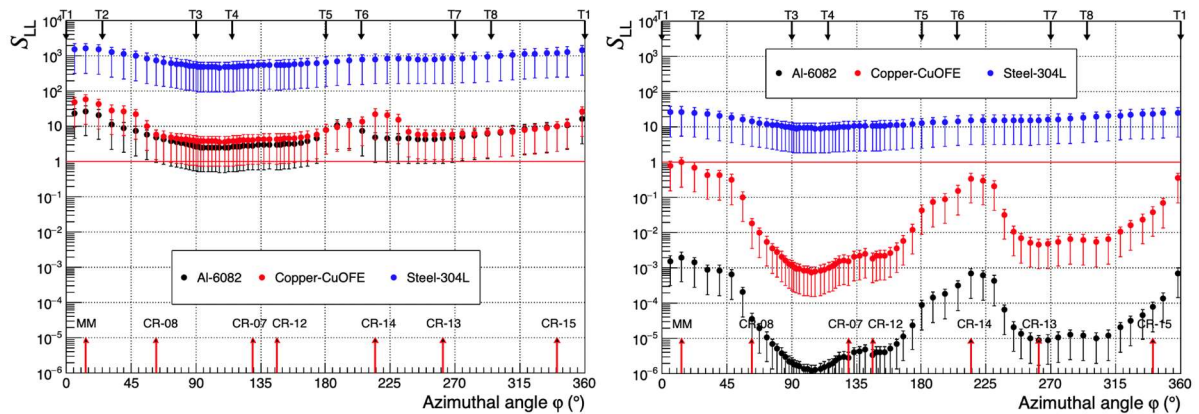 T1 T2 T3 T4 T5 T6 T7 T8 T1
S_LL
10^4
10^3
10^2
10
1
10^−1
10^−2
10^−3
10^−4
10^−5
10^−6
Al-6082 Copper-CuOFE Steel-304L
MM CR-08 CR-07 CR-12 CR-14 CR-13 CR-15
0 45 90 135 180 225 270 315 360
Azimuthal angle φ (°)
T1 T2 T3 T4 T5 T6 T7 T8 T1
S_LL
10^4
10^3
10^2
10
1
10^−1
10^−2
10^−3
10^−4
10^−5
10^−6
Al-6082 Copper-CuOFE Steel-304L
MM CR-08 CR-07 CR-12 CR-14 CR-13 CR-15
0 45 90 135 180 225 270 315 360
Azimuthal angle φ (°)